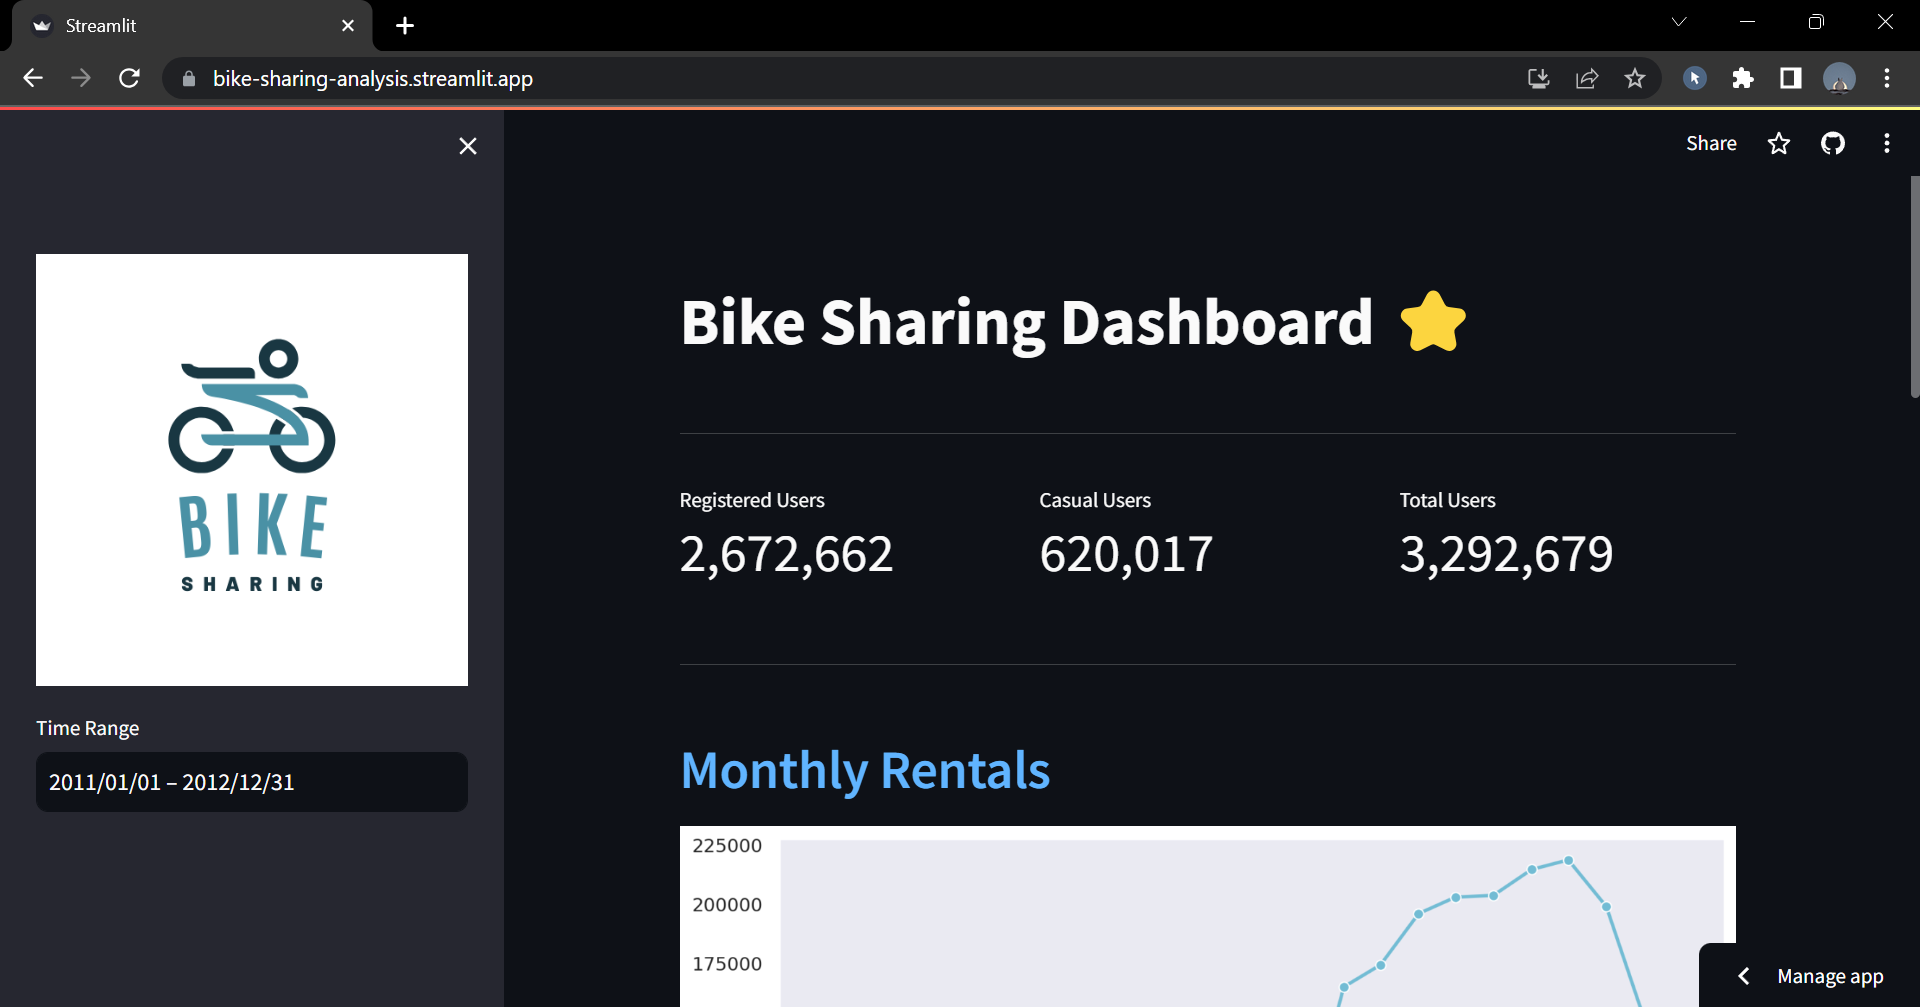 Streamlit
bike-sharing-analysis.streamlit.app
Share
BIKE
SHARING
Time Range
2011/01/01 – 2012/12/31
Bike Sharing Dashboard
Registered Users
Casual Users
Total Users
2,672,662
620,017
3,292,679
Monthly Rentals
225000
200000
175000
Manage app